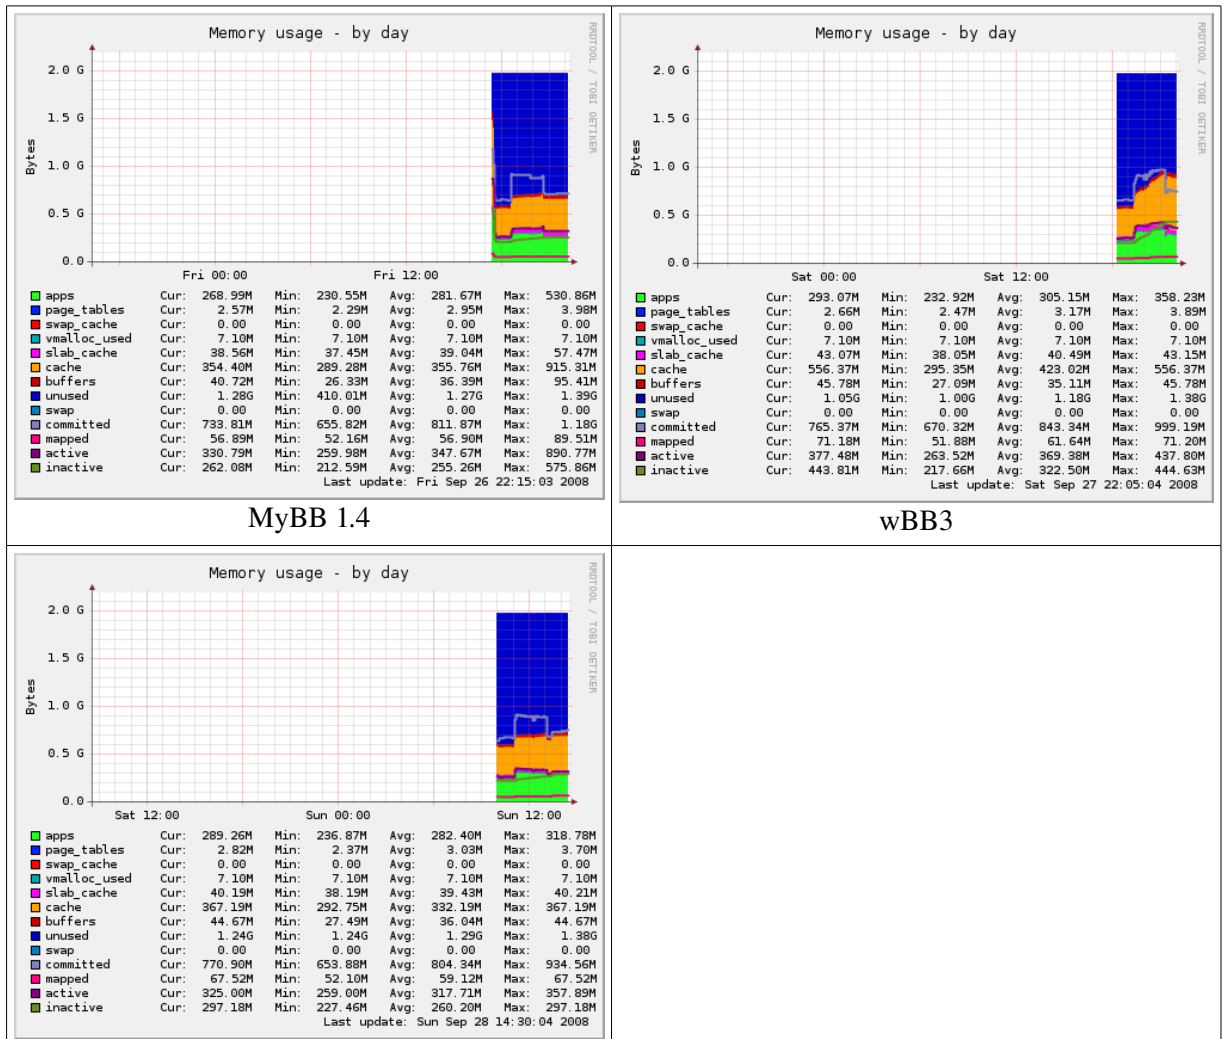 Memory usage - by day
RRDTOOL / TOBI OETIKER
Bytes
2.0 G
1.5 G
1.0 G
0.5 G
0.0
Fri 00:00 Fri 12:00
apps Cur: 268.99M Min: 230.55M Avg: 281.67M Max: 530.86M
page_tables Cur: 2.57M Min: 2.29M Avg: 2.95M Max: 3.98M
swap_cache Cur: 0.00 Min: 0.00 Avg: 0.00 Max: 0.00
vmalloc_used Cur: 7.10M Min: 7.10M Avg: 7.10M Max: 7.10M
slab_cache Cur: 38.56M Min: 37.45M Avg: 39.04M Max: 57.47M
cache Cur: 354.40M Min: 289.28M Avg: 355.76M Max: 915.31M
buffers Cur: 40.72M Min: 26.33M Avg: 36.39M Max: 95.41M
unused Cur: 1.28G Min: 410.01M Avg: 1.27G Max: 1.39G
swap Cur: 0.00 Min: 0.00 Avg: 0.00 Max: 0.00
committed Cur: 733.81M Min: 655.82M Avg: 811.87M Max: 1.18G
mapped Cur: 56.89M Min: 52.16M Avg: 56.90M Max: 89.51M
active Cur: 330.79M Min: 259.98M Avg: 347.67M Max: 890.77M
inactive Cur: 262.08M Min: 212.59M Avg: 255.26M Max: 575.86M
Last update: Fri Sep 26 22:15:03 2008
MyBB 1.4
Memory usage - by day
RRDTOOL / TOBI OETIKER
Bytes
2.0 G
1.5 G
1.0 G
0.5 G
0.0
Sat 00:00 Sat 12:00
apps Cur: 293.07M Min: 232.92M Avg: 305.15M Max: 358.23M
page_tables Cur: 2.66M Min: 2.47M Avg: 3.17M Max: 3.89M
swap_cache Cur: 0.00 Min: 0.00 Avg: 0.00 Max: 0.00
vmalloc_used Cur: 7.10M Min: 7.10M Avg: 7.10M Max: 7.10M
slab_cache Cur: 43.07M Min: 38.05M Avg: 40.49M Max: 43.15M
cache Cur: 556.37M Min: 295.35M Avg: 423.02M Max: 556.37M
buffers Cur: 45.78M Min: 27.09M Avg: 35.11M Max: 45.78M
unused Cur: 1.05G Min: 1.00G Avg: 1.18G Max: 1.38G
swap Cur: 0.00 Min: 0.00 Avg: 0.00 Max: 0.00
committed Cur: 765.37M Min: 670.32M Avg: 843.34M Max: 999.19M
mapped Cur: 71.18M Min: 51.88M Avg: 61.64M Max: 71.20M
active Cur: 377.48M Min: 263.52M Avg: 369.38M Max: 437.80M
inactive Cur: 443.81M Min: 217.66M Avg: 322.50M Max: 444.63M
Last update: Sat Sep 27 22:05:04 2008
wBB3
Memory usage - by day
RRDTOOL / TOBI OETIKER
Bytes
2.0 G
1.5 G
1.0 G
0.5 G
0.0
Sat 12:00 Sun 00:00 Sun 12:00
apps Cur: 289.26M Min: 236.87M Avg: 282.40M Max: 318.78M
page_tables Cur: 2.82M Min: 2.37M Avg: 3.03M Max: 3.70M
swap_cache Cur: 0.00 Min: 0.00 Avg: 0.00 Max: 0.00
vmalloc_used Cur: 7.10M Min: 7.10M Avg: 7.10M Max: 7.10M
slab_cache Cur: 40.19M Min: 38.19M Avg: 39.43M Max: 40.21M
cache Cur: 367.19M Min: 292.75M Avg: 332.19M Max: 367.19M
buffers Cur: 44.67M Min: 27.49M Avg: 36.04M Max: 44.67M
unused Cur: 1.24G Min: 1.24G Avg: 1.29G Max: 1.38G
swap Cur: 0.00 Min: 0.00 Avg: 0.00 Max: 0.00
committed Cur: 770.90M Min: 653.88M Avg: 804.34M Max: 934.56M
mapped Cur: 67.52M Min: 52.10M Avg: 59.12M Max: 67.52M
active Cur: 325.00M Min: 259.00M Avg: 317.71M Max: 357.89M
inactive Cur: 297.18M Min: 227.46M Avg: 260.20M Max: 297.18M
Last update: Sun Sep 28 14:30:04 2008